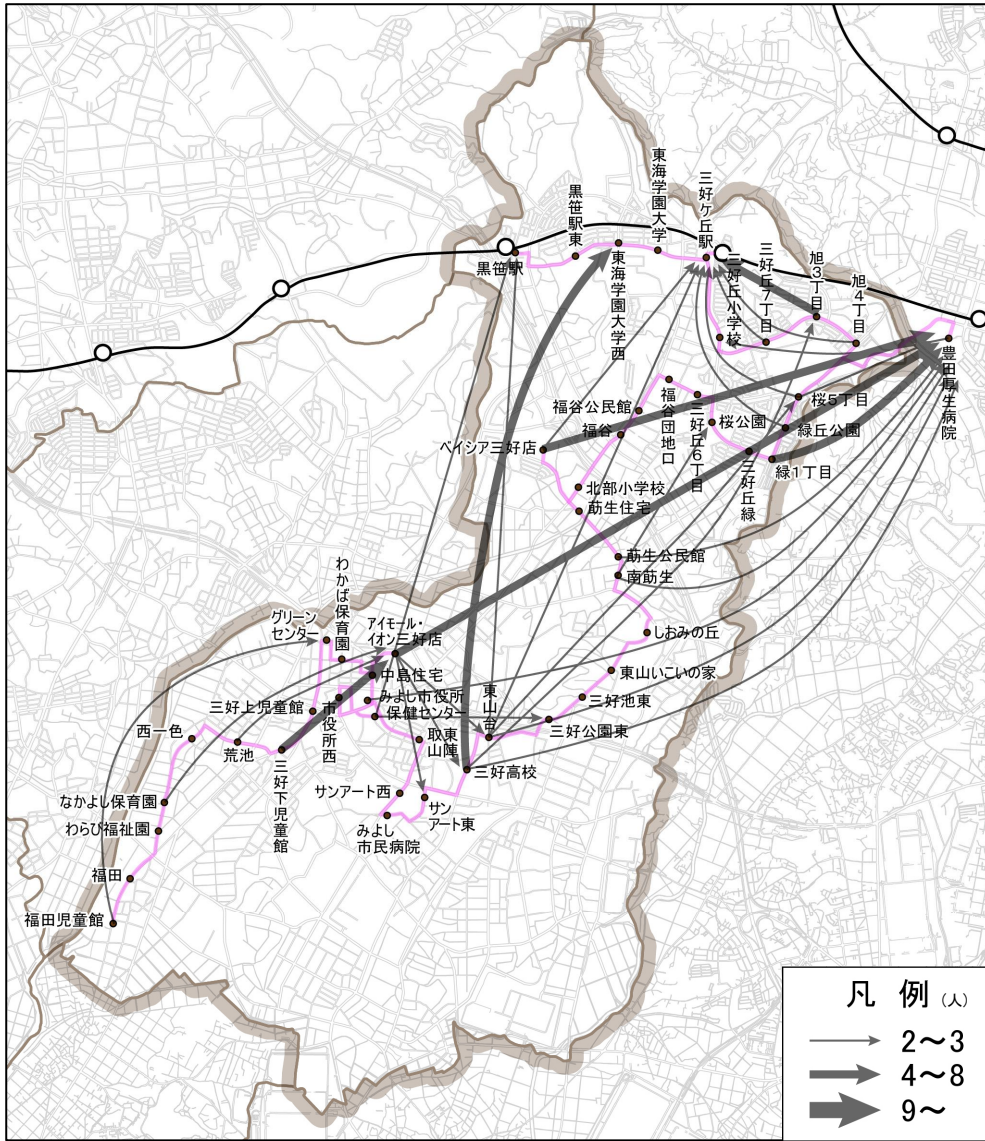 東海学園大学
三好ケ丘駅
黒笹駅東
三好丘7丁目
旭3丁目
旭4丁目
黒笹駅
東海学園大学西
三好丘小学校
豊田厚生病院
福谷公民館
福谷団地口
三好丘6丁目
桜公園
桜5丁目
福谷
緑丘公園
ベイシア三好店
三好丘緑
緑1丁目
北部小学校
莇生住宅
莇生公民館
南莇生
わかば保育園
グリーン
センター
アイモール・
イオン三好店
しおみの丘
中島住宅
東山いこいの家
みよし市役所
三好池東
三好上児童館
市役所西
保健センター
東山台
三好公園東
西一色
荒池
取東
山陣
三好下児童館
三好高校
なかよし保育園
サンアート西
サン
アート東
わらび福祉園
みよし
市民病院
福田
福田児童館
凡 例 (人)
2～3
4～8
9～